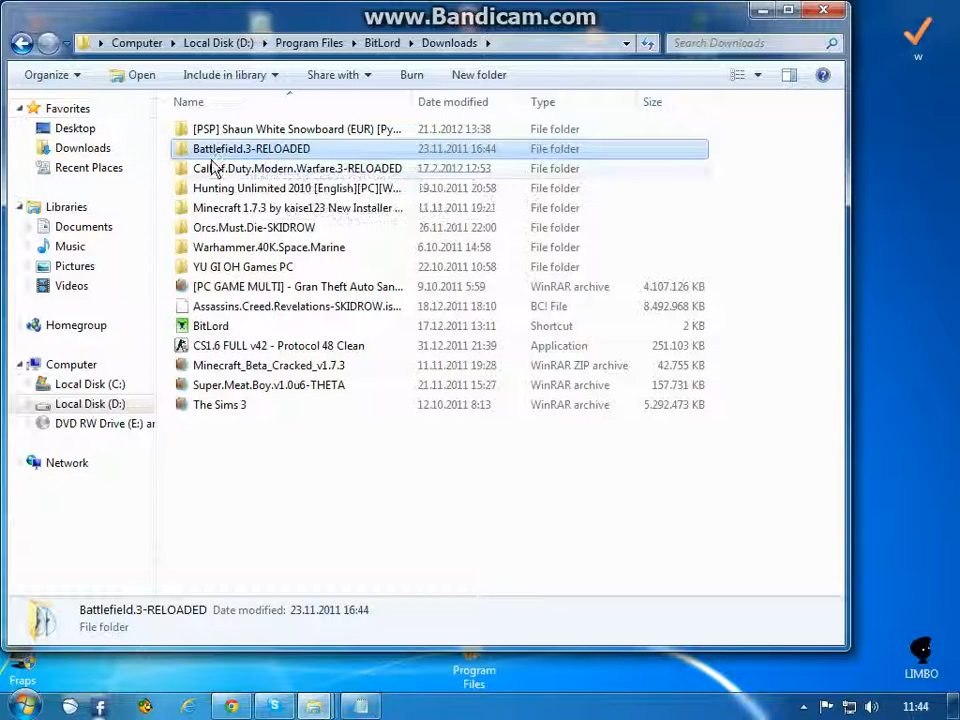 www.Bandicam.com
w
Computer Local Disk (D:) Program Files BitLord Downloads
Search Downloads
Organize Open Include in library Share with Burn New folder
Name Date modified Type Size
Favorites
Desktop
Downloads
Recent Places
Libraries
Documents
Music
Pictures
Videos
Homegroup
Computer
Local Disk (C:)
Local Disk (D:)
DVD RW Drive (E:) ar
Network
[PSP] Shaun White Snowboard (EUR) [Py... 21.1.2012 13:38 File folder
Battlefield.3-RELOADED 23.11.2011 16:44 File folder
Duty.Modern.Warfare.3-RELOADED 17.2.2012 12:53 File folder
Hunting Unlimited 2010 [English][PC][W... 19.10.2011 20:58 File folder
Minecraft 1.7.3 by kaise123 New Installer ... 11.11.2011 19:21 File folder
Orcs.Must.Die-SKIDROW 26.11.2011 22:00 File folder
Warhammer.40K.Space.Marine 6.10.2011 14:58 File folder
YU GI OH Games PC 22.10.2011 10:58 File folder
[PC GAME MULTI] - Gran Theft Auto San... 9.10.2011 5:59 WinRAR archive 4.107.126 KB
Assassins.Creed.Revelations-SKIDROW.is... 18.12.2011 18:10 BC! File 8.492.968 KB
BitLord 17.12.2011 13:11 Shortcut 2 KB
CS1.6 FULL v42 - Protocol 48 Clean 31.12.2011 21:39 Application 251.103 KB
Minecraft_Beta_Cracked_v1.7.3 11.11.2011 19:28 WinRAR ZIP archive 42.755 KB
Super.Meat.Boy.v1.0u6-THETA 21.11.2011 15:27 WinRAR archive 157.731 KB
The Sims 3 12.10.2011 8:13 WinRAR archive 5.292.473 KB
Battlefield.3-RELOADED Date modified: 23.11.2011 16:44
File folder
Fraps
Program
Files
LIMBO
11:44